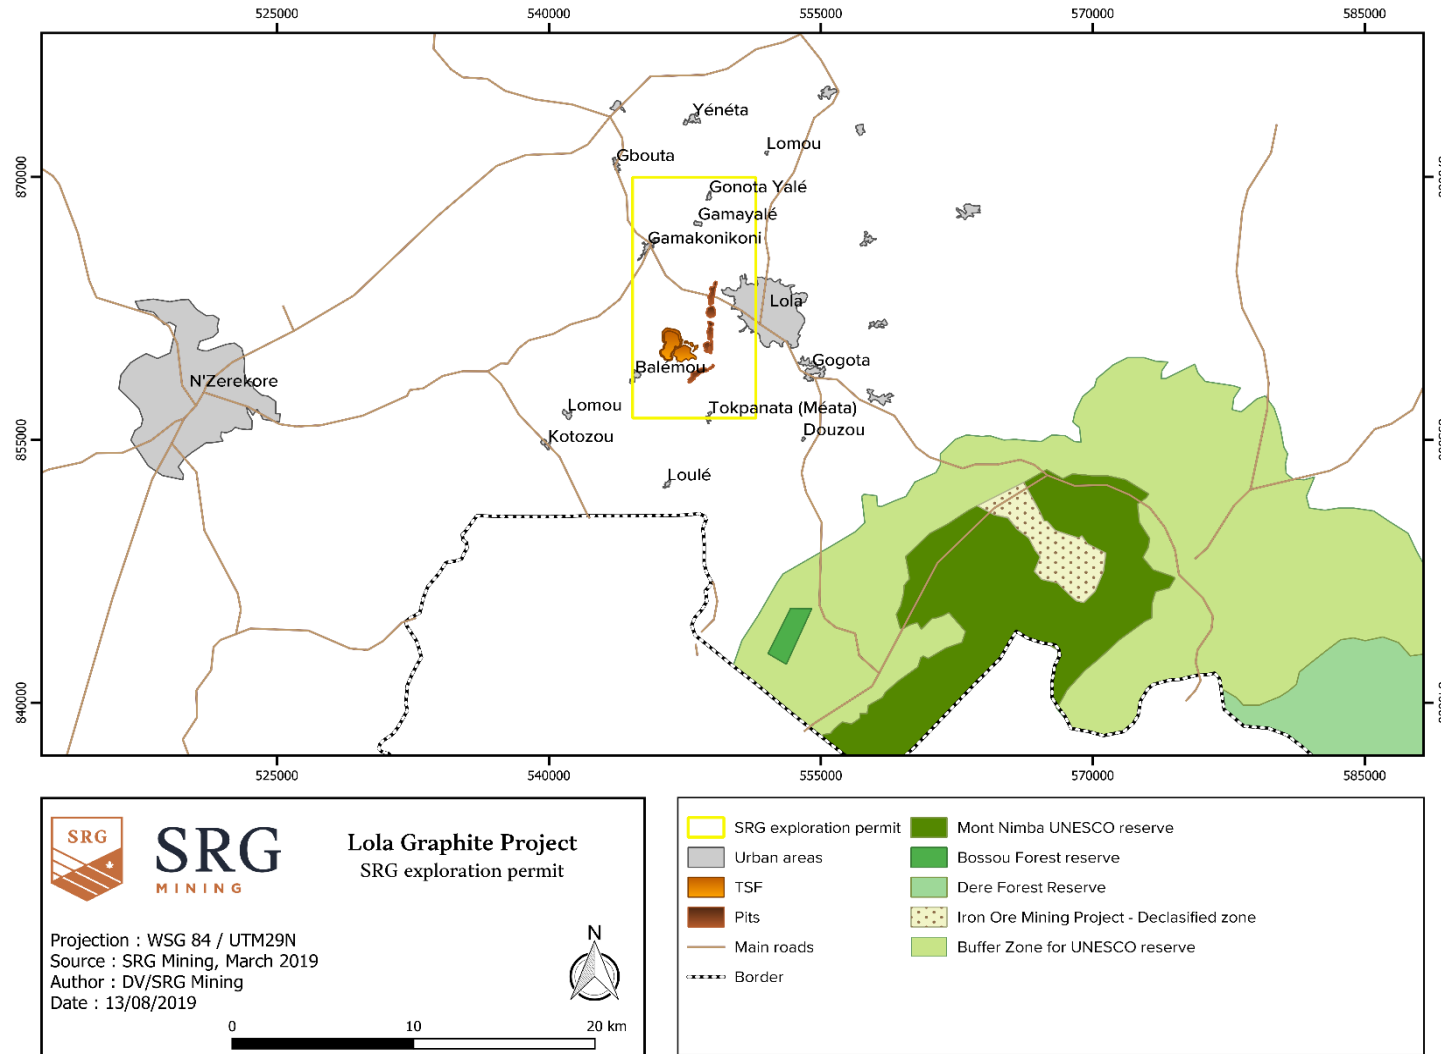 525000 540000 555000 570000 585000
870000
855000
840000
Yénéta
Lomou
Gbouta
Gonota Yalé
Gamayalé
Gamakonikoni
Lola
Balémou
Gogota
N'Zerekore
Lomou
Tokpanata (Méata)
Kotozou
Douzou
Loulé
525000 540000 555000 570000 585000
SRG
SRG
MINING
Lola Graphite Project
SRG exploration permit
Projection : WSG 84 / UTM29N
Source : SRG Mining, March 2019
Author : DV/SRG Mining
Date : 13/08/2019
N
0 10 20 km
SRG exploration permit
Urban areas
TSF
Pits
Main roads
Border
Mont Nimba UNESCO reserve
Bossou Forest reserve
Dere Forest Reserve
Iron Ore Mining Project - Declasified zone
Buffer Zone for UNESCO reserve